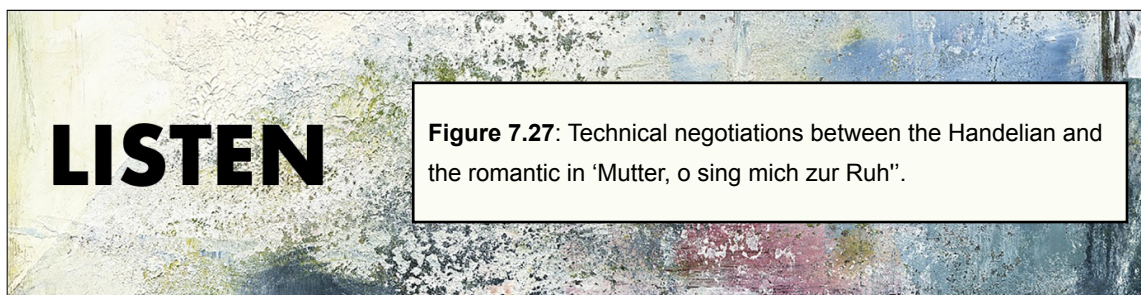 LISTEN
Figure 7.27: Technical negotiations between the Handelian and
the romantic in ‘Mutter, o sing mich zur Ruh'’.